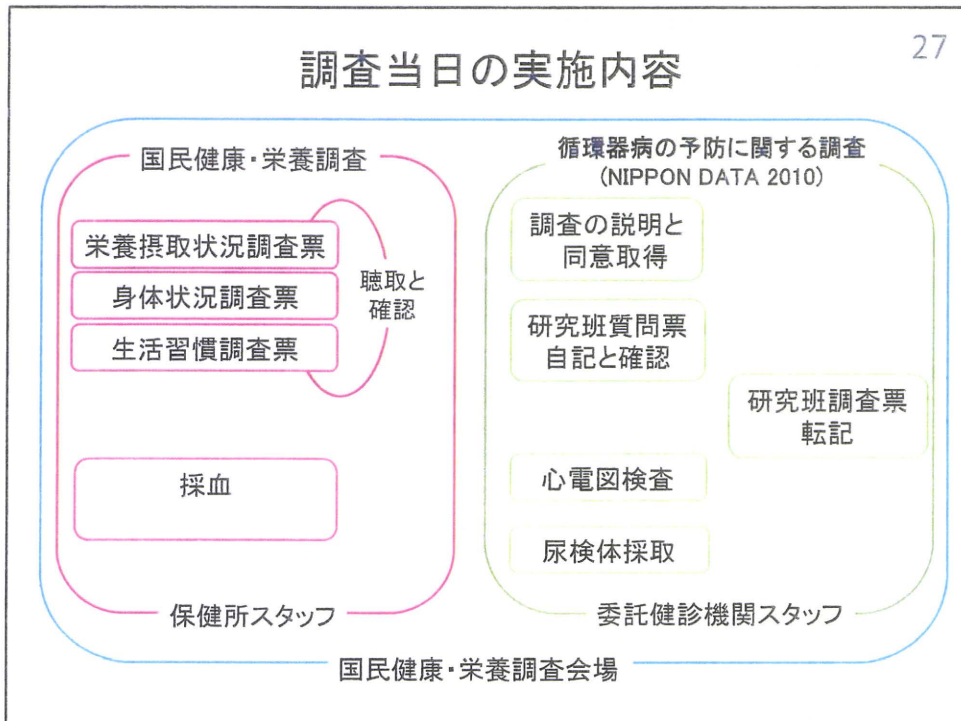 27
調査当日の実施内容
国民健康・栄養調査
栄養摂取状況調査票
身体状況調査票
生活習慣調査票
聴取と
確認
採血
保健所スタッフ
循環器病の予防に関する調査
(NIPPON DATA 2010)
調査の説明と
同意取得
研究班質問票
自記と確認
研究班調査票
転記
心電図検査
尿検体採取
委託健診機関スタッフ
国民健康・栄養調査会場